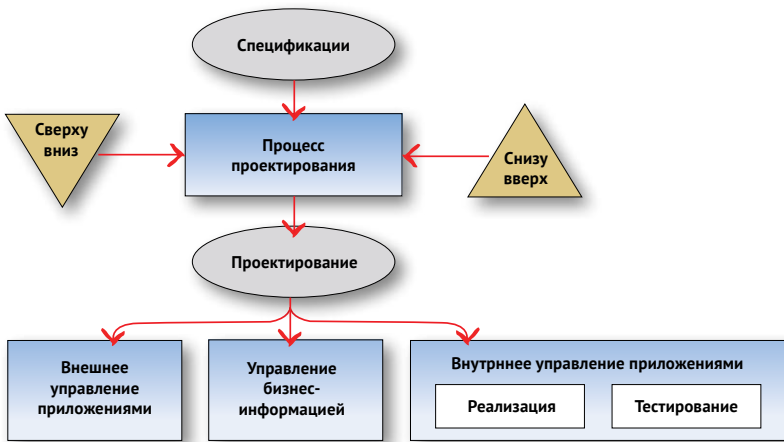 Спецификации
Сверху
вниз
Процесс
проектирования
Снизу
вверх
Проектирование
Внешнее
управление
приложениями
Управление
бизнес-
информацией
Внутрннее управление приложениями
Реализация
Тестирование